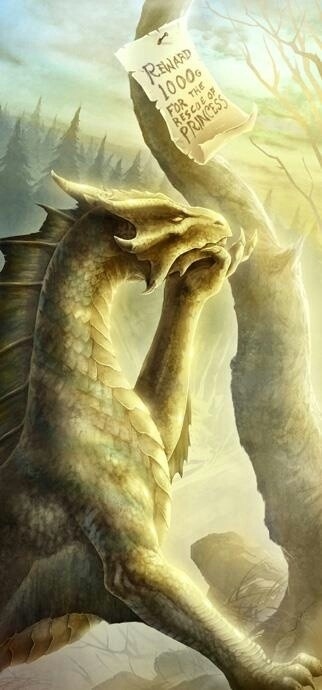 REWARD
1000G
FOR THE
RESCUE OF
PRINCESS